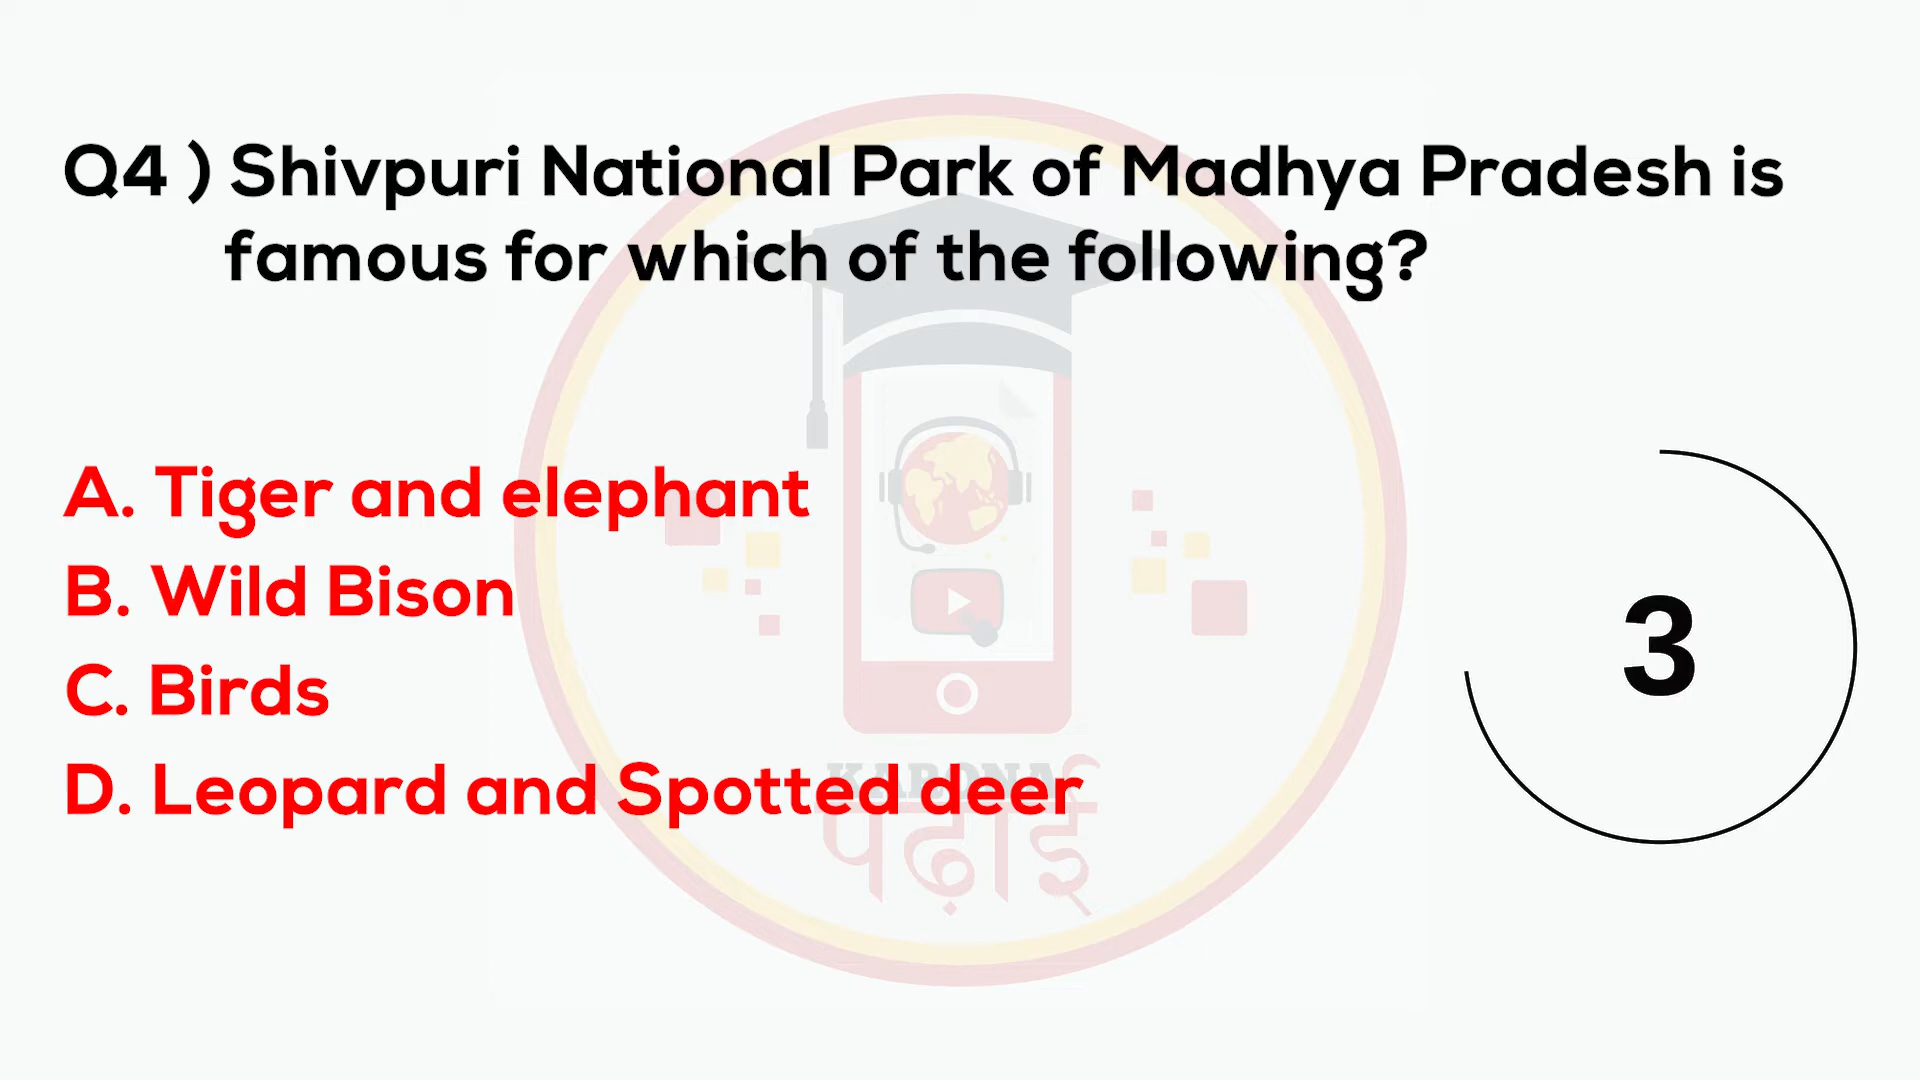 Q4 ) Shivpuri National Park of Madhya Pradesh is
famous for which of the following?
A. Tiger and elephant
B. Wild Bison
C. Birds
D. Leopard and Spotted deer
3
KARONA
पढ़ाई